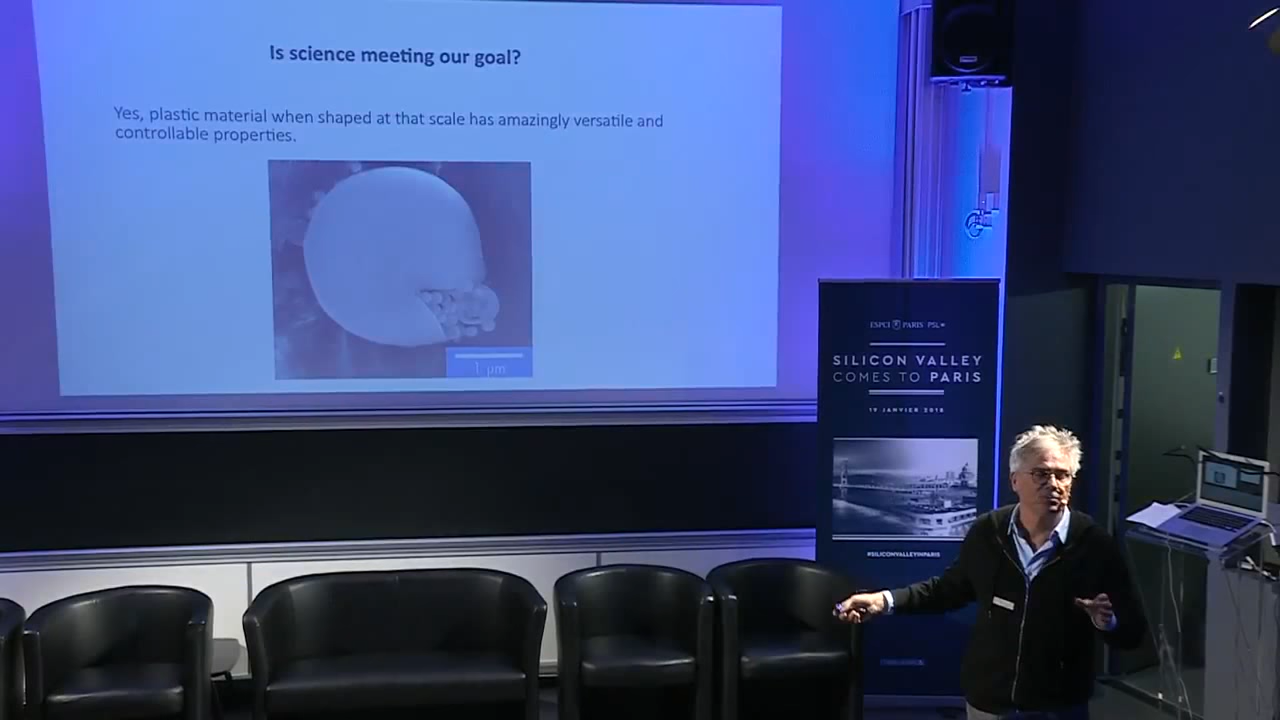 Is science meeting our goal?
Yes, plastic material when shaped at that scale has amazingly versatile and
controllable properties.
1 µm
ESPCI PARIS PSL
SILICON VALLEY
COMES TO PARIS
19 JANVIER 2018
#SILICONVALLEYINPARIS